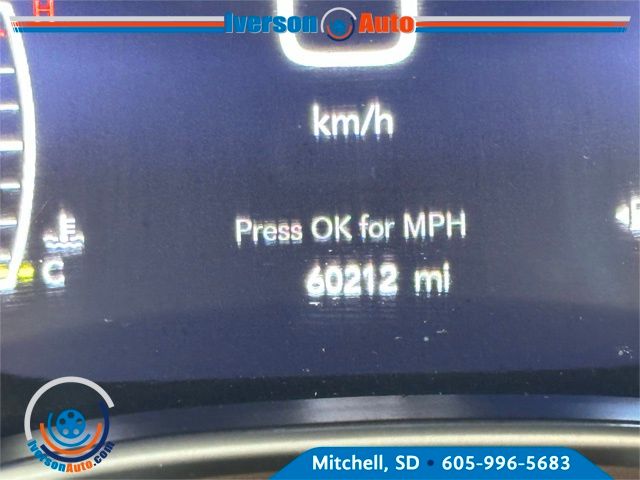 Iverson Auto
H
km/h
Press OK for MPH
60212 mi
C
IversonAuto.com
Mitchell, SD • 605-996-5683